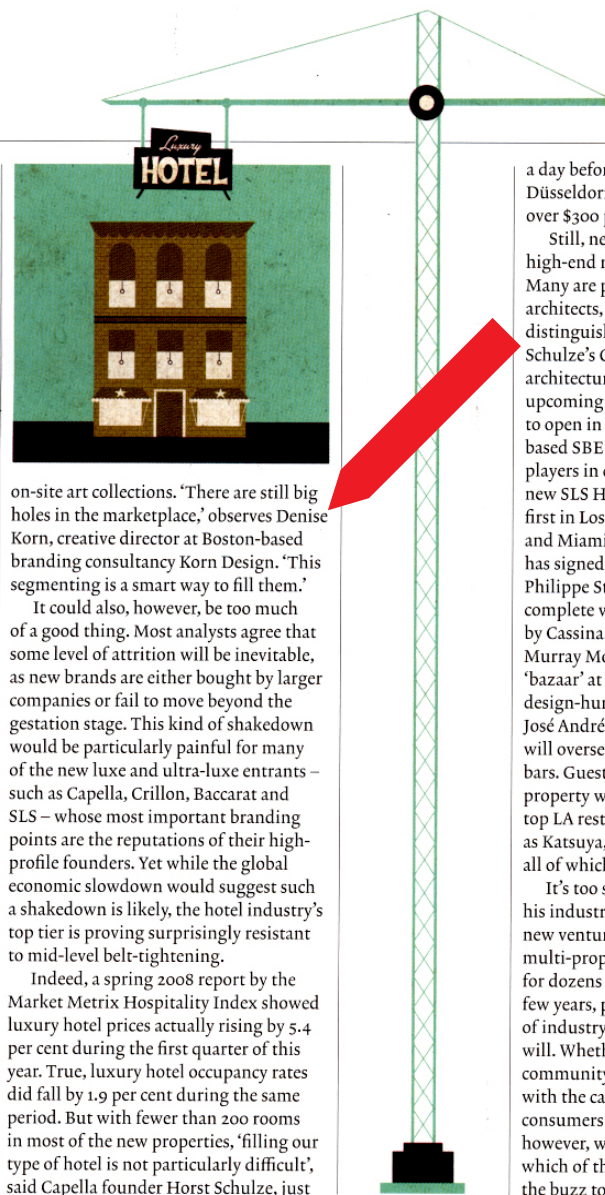 Luxury
HOTEL
on-site art collections. ‘There are still big
holes in the marketplace,’ observes Denise
Korn, creative director at Boston-based
branding consultancy Korn Design. ‘This
segmenting is a smart way to fill them.’
It could also, however, be too much
of a good thing. Most analysts agree that
some level of attrition will be inevitable,
as new brands are either bought by larger
companies or fail to move beyond the
gestation stage. This kind of shakedown
would be particularly painful for many
of the new luxe and ultra-luxe entrants –
such as Capella, Crillon, Baccarat and
SLS – whose most important branding
points are the reputations of their high-
profile founders. Yet while the global
economic slowdown would suggest such
a shakedown is likely, the hotel industry’s
top tier is proving surprisingly resistant
to mid-level belt-tightening.
Indeed, a spring 2008 report by the
Market Metrix Hospitality Index showed
luxury hotel prices actually rising by 5.4
per cent during the first quarter of this
year. True, luxury hotel occupancy rates
did fall by 1.9 per cent during the same
period. But with fewer than 200 rooms
in most of the new properties, ‘filling our
type of hotel is not particularly difficult’,
said Capella founder Horst Schulze, just
a day befor
Düsseldor
over $300
Still, ne
high-end
Many are
architects,
distinguish
Schulze’s
architectur
upcoming
to open in
based SBE
players in
new SLS H
first in Los
and Miami
has signed
Philippe St
complete
by Cassina
Murray Mo
‘bazaar’ at
design-hun
José André
will overse
bars. Guest
property w
top LA rest
as Katsuya,
all of which
It’s too s
his industr
new ventur
multi-prop
for dozens
few years, p
of industry
will. Wheth
community
with the ca
consumers
however, w
which of th
the buzz to